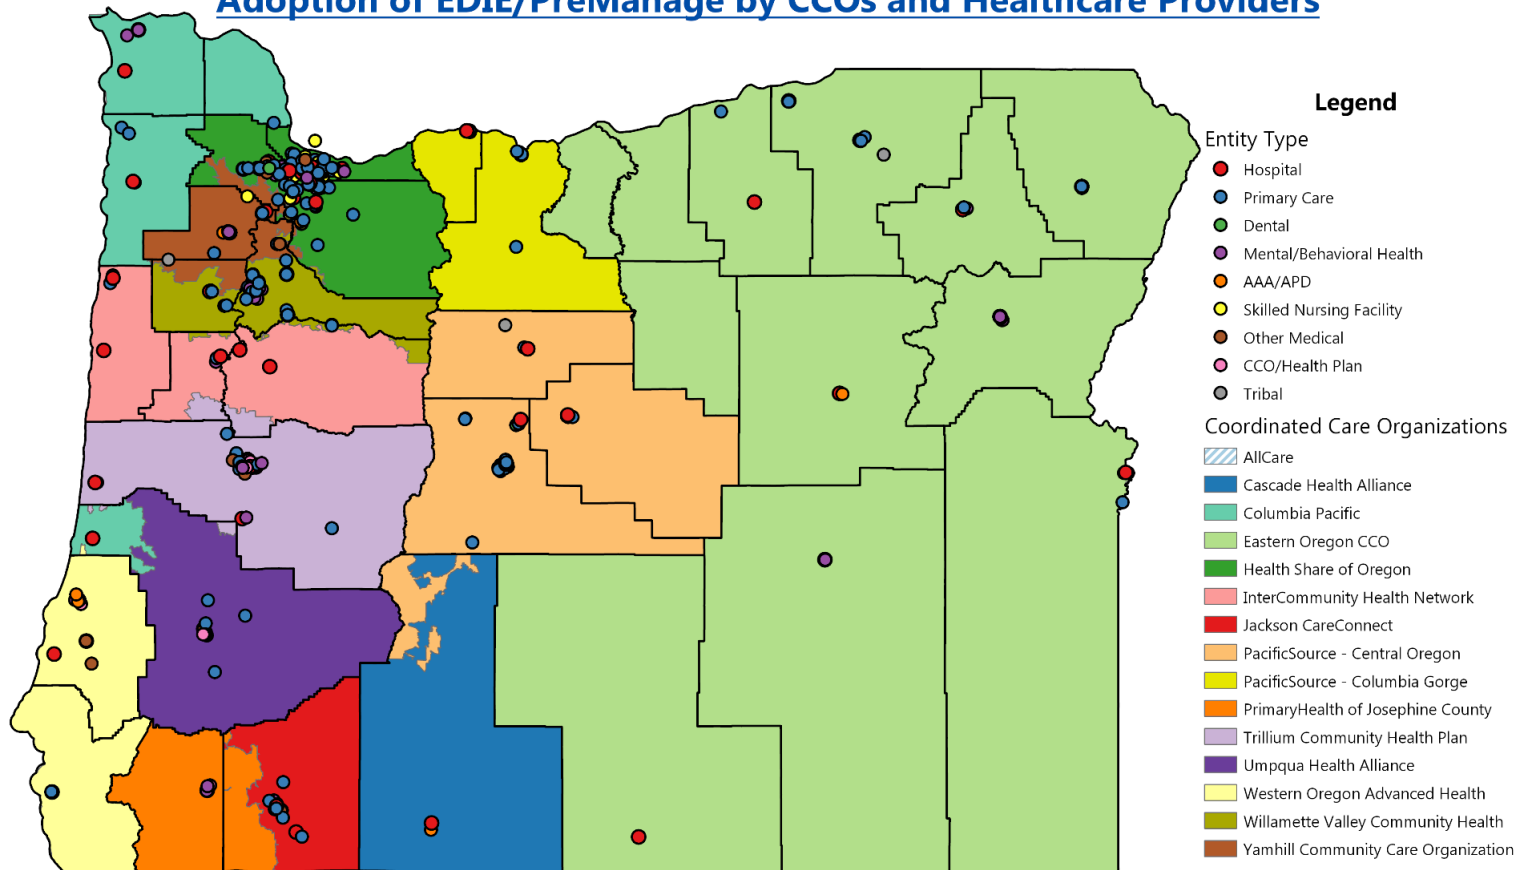 Adoption of EDIE/PreManage by CCOs and Healthcare Providers
Legend
Entity Type
Hospital
Primary Care
Dental
Mental/Behavioral Health
AAA/APD
Skilled Nursing Facility
Other Medical
CCO/Health Plan
Tribal
Coordinated Care Organizations
AllCare
Cascade Health Alliance
Columbia Pacific
Eastern Oregon CCO
Health Share of Oregon
InterCommunity Health Network
Jackson CareConnect
PacificSource - Central Oregon
PacificSource - Columbia Gorge
PrimaryHealth of Josephine County
Trillium Community Health Plan
Umpqua Health Alliance
Western Oregon Advanced Health
Willamette Valley Community Health
Yamhill Community Care Organization